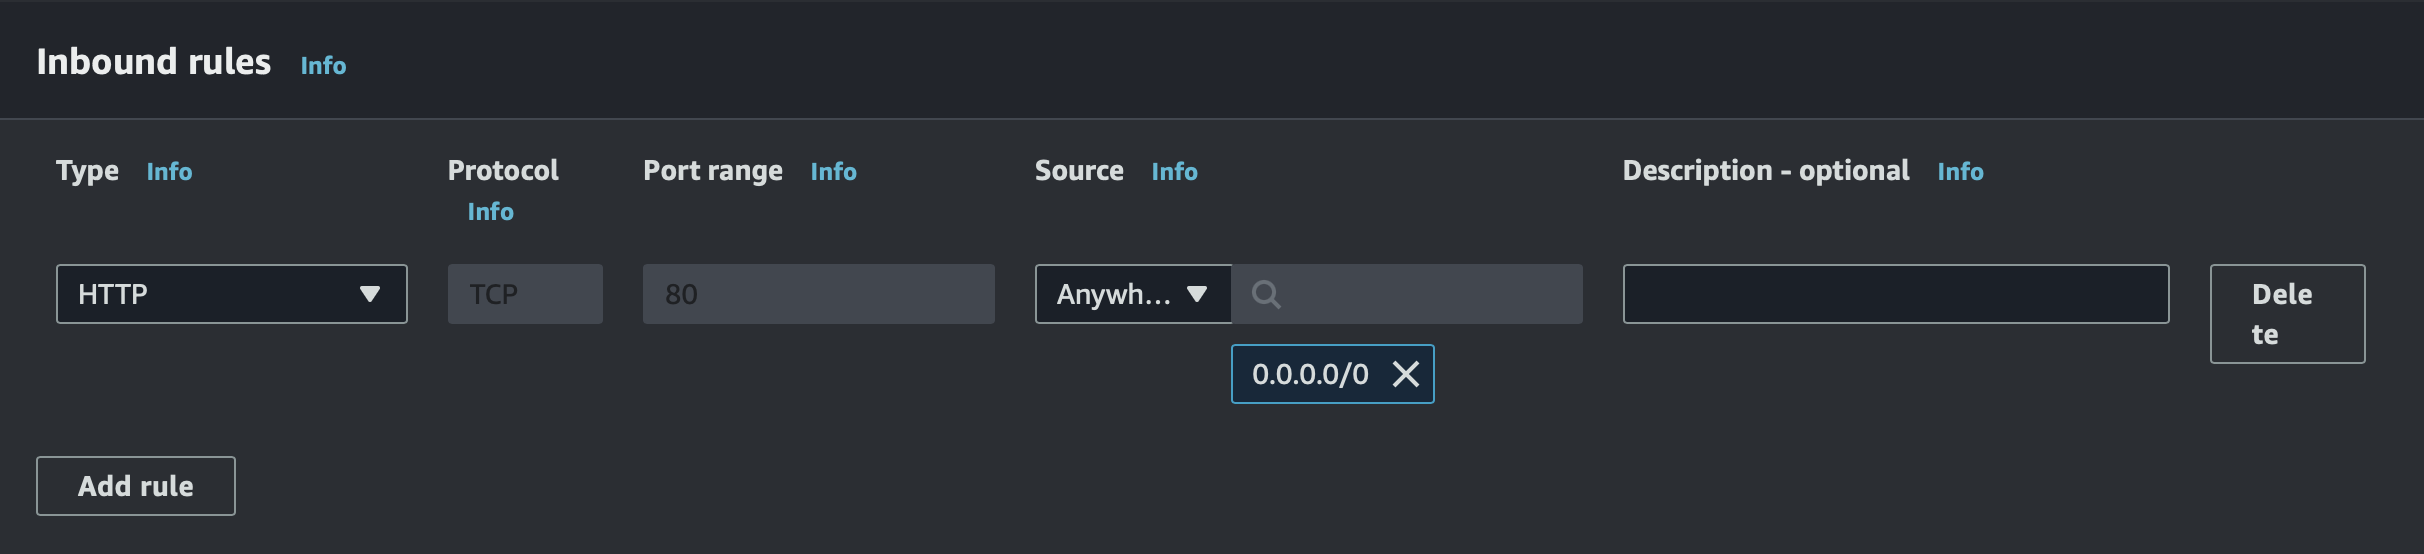 Inbound rules Info
Type Info
Protocol
Info
Port range Info
Source Info
Description - optional Info
HTTP
TCP
80
Anywh...
Dele
te
0.0.0.0/0
Add rule